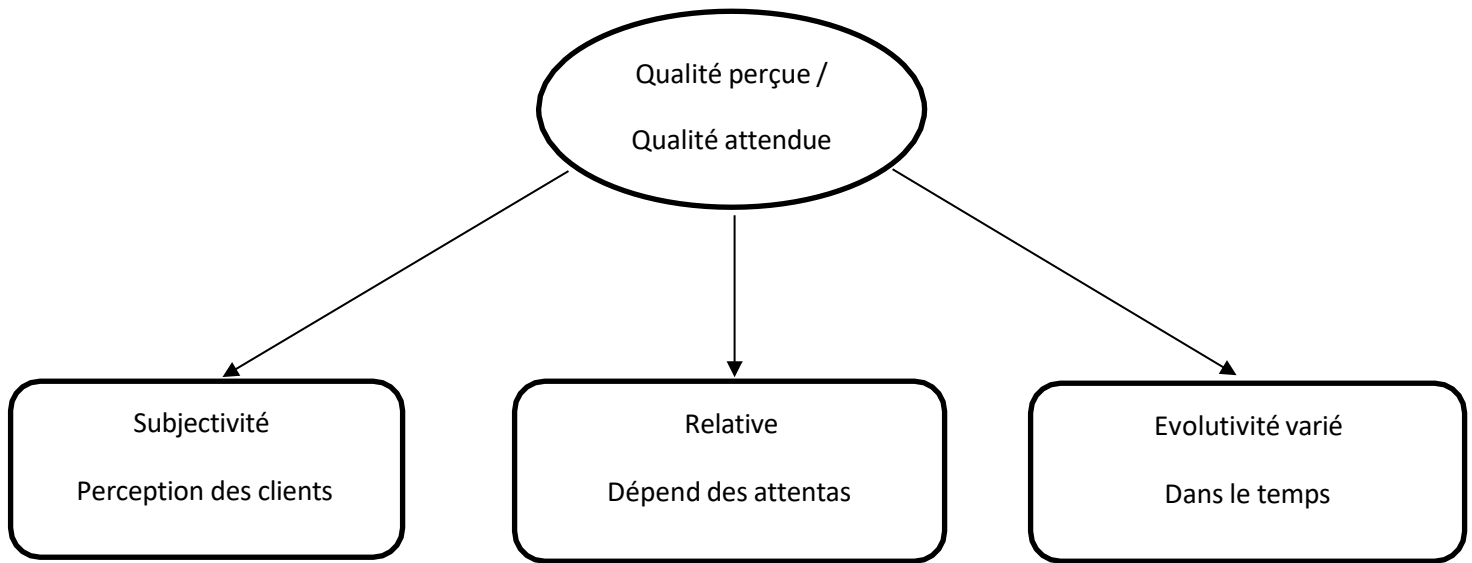 Qualité perçue /
Qualité attendue
Subjectivité
Perception des clients
Relative
Dépend des attentas
Evolutivité varié
Dans le temps